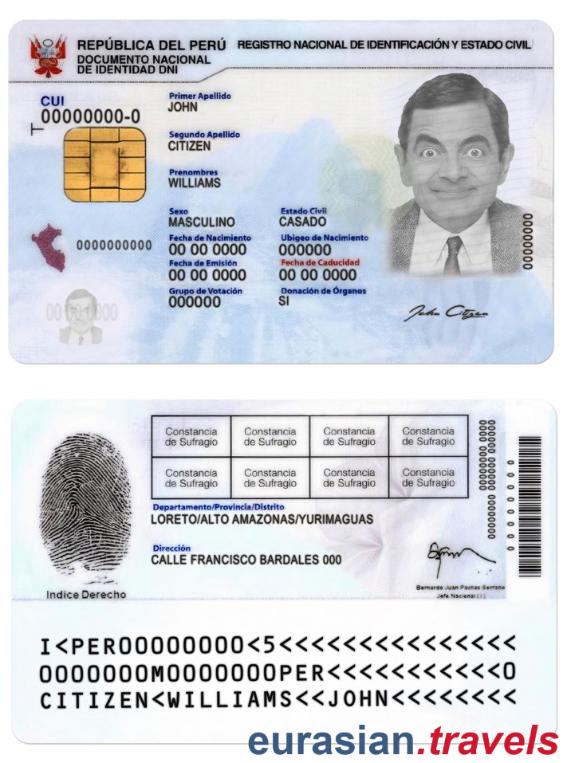 REPÚBLICA DEL PERÚ REGISTRO NACIONAL DE IDENTIFICACIÓN Y ESTADO CIVIL
DOCUMENTO NACIONAL
DE IDENTIDAD DNI
CUI
00000000-0
Primer Apellido
JOHN
Segundo Apellido
CITIZEN
Prenombres
WILLIAMS
Sexo Estado Civil
MASCULINO CASADO
Fecha de Nacimiento Ubigeo de Nacimiento
00 00 0000 000000
Fecha de Emisión Fecha de Caducidad
00 00 0000 00 00 0000
Grupo de Votación Donación de Órganos
000000 SI
0000000000
00 00 0000
00000000
John Citizen
Constancia de Sufragio Constancia de Sufragio Constancia de Sufragio Constancia de Sufragio
Constancia de Sufragio Constancia de Sufragio Constancia de Sufragio Constancia de Sufragio
Departamento/Provincia/Distrito
LORETO/ALTO AMAZONAS/YURIMAGUAS
Dirección
CALLE FRANCISCO BARDALES 000
Indice Derecho
Jefe Nacional
I<PER00000000<5<<<<<<<<<<<<<<<
0000000M0000000PER<<<<<<<<<<<0
CITIZEN<WILLIAMS<<JOHN<<<<<<<<
eurasian.travels